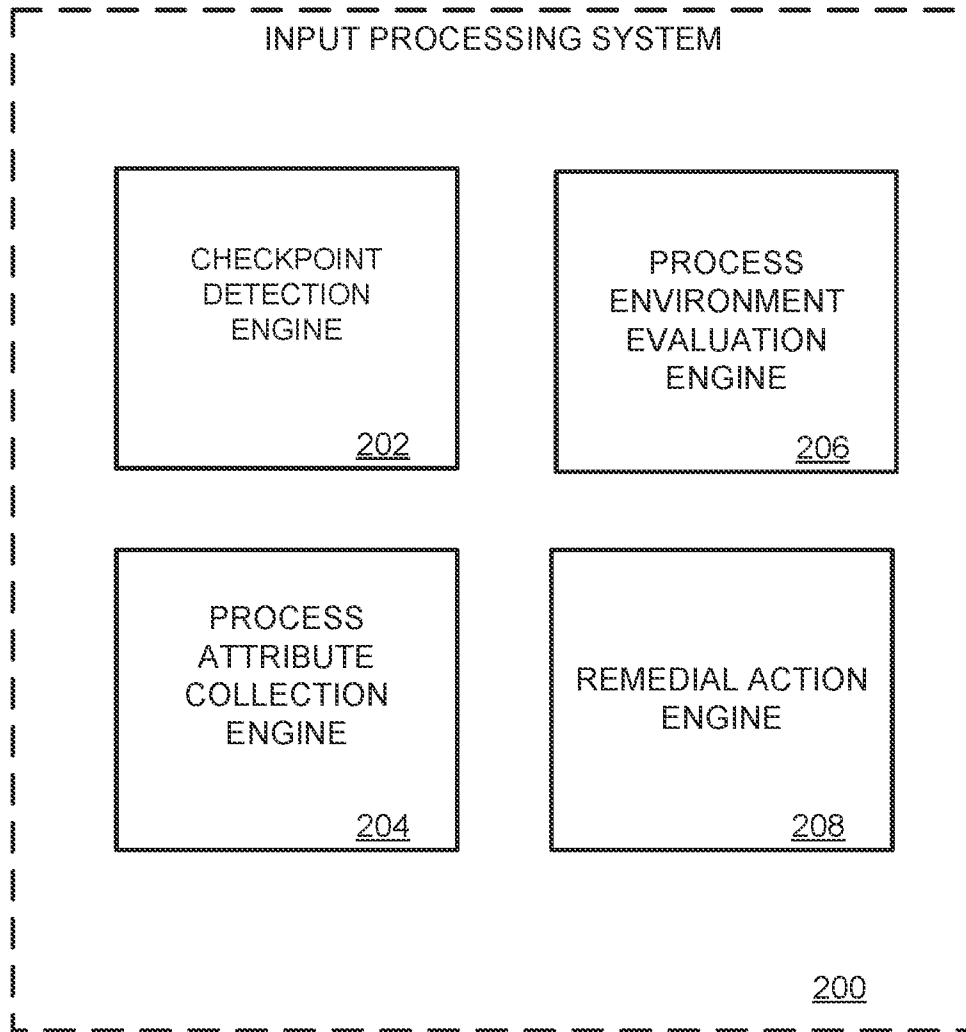 INPUT PROCESSING SYSTEM
CHECKPOINT
DETECTION
ENGINE
202
PROCESS
ENVIRONMENT
EVALUATION
ENGINE
206
PROCESS
ATTRIBUTE
COLLECTION
ENGINE
204
REMEDIAL ACTION
ENGINE
208
200